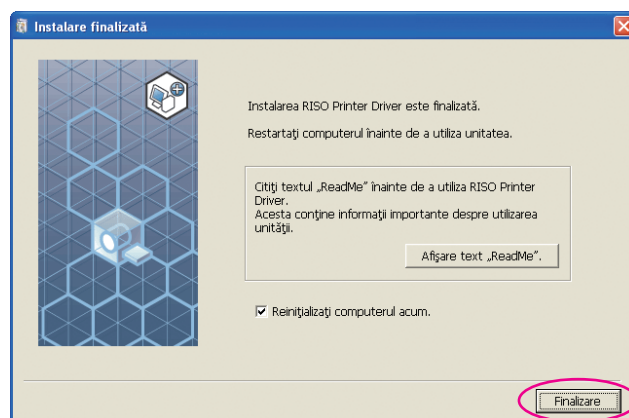 Instalare finalizată
Instalarea RISO Printer Driver este finalizată.
Restartaţi computerul înainte de a utiliza unitatea.
Citiţi textul „ReadMe” înainte de a utiliza RISO Printer
Driver.
Acesta conţine informaţii importante despre utilizarea
unităţii.
Afişare text „ReadMe”.
Reiniţializaţi computerul acum.
Finalizare